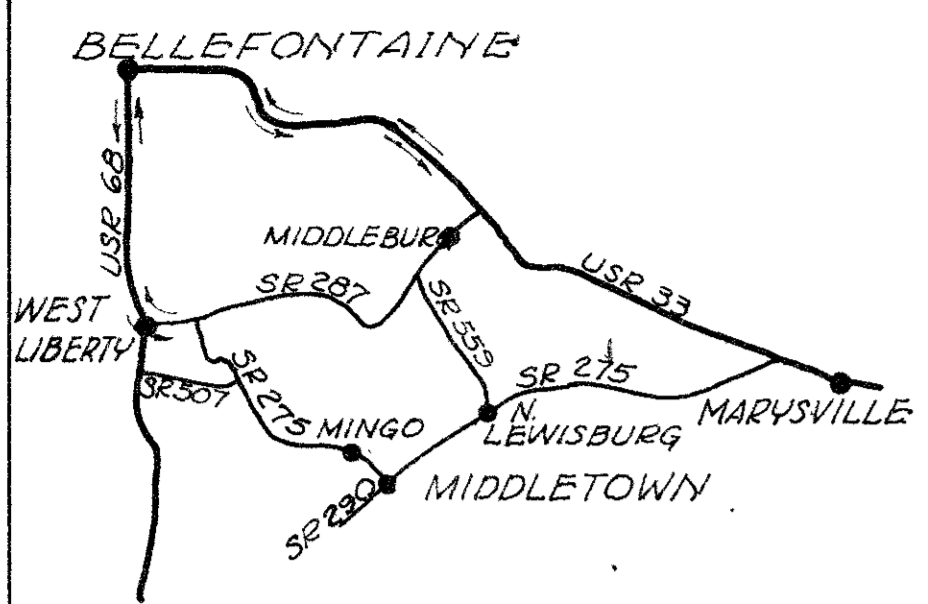 BELLEFONTAINE
USR 68
MIDDLEBURG
USR 33
SR 287
WEST
LIBERTY
SR 559
SR 275
SR 507
SR 275
MINGO
N.
LEWISBURG
MARYSVILLE
MIDDLETOWN
SR 290